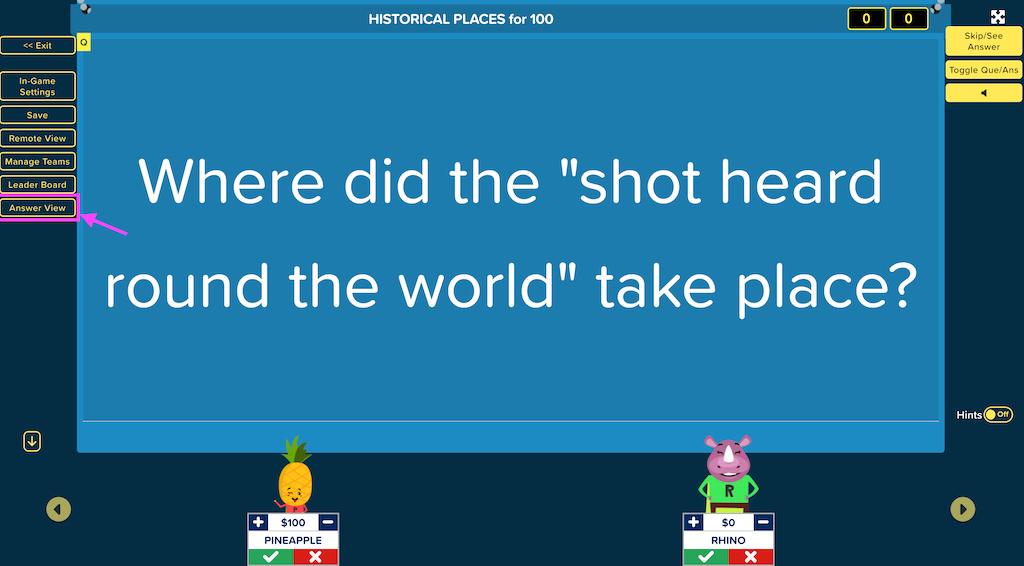 HISTORICAL PLACES for 100
0 0
<< Exit
In-Game
Settings
Save
Remote View
Manage Teams
Leader Board
Answer View
Q
Skip/See
Answer
Toggle Que/Ans
Where did the "shot heard
round the world" take place?
Hints Off
R
P
+ $100 −
PINEAPPLE
+ $0 −
RHINO